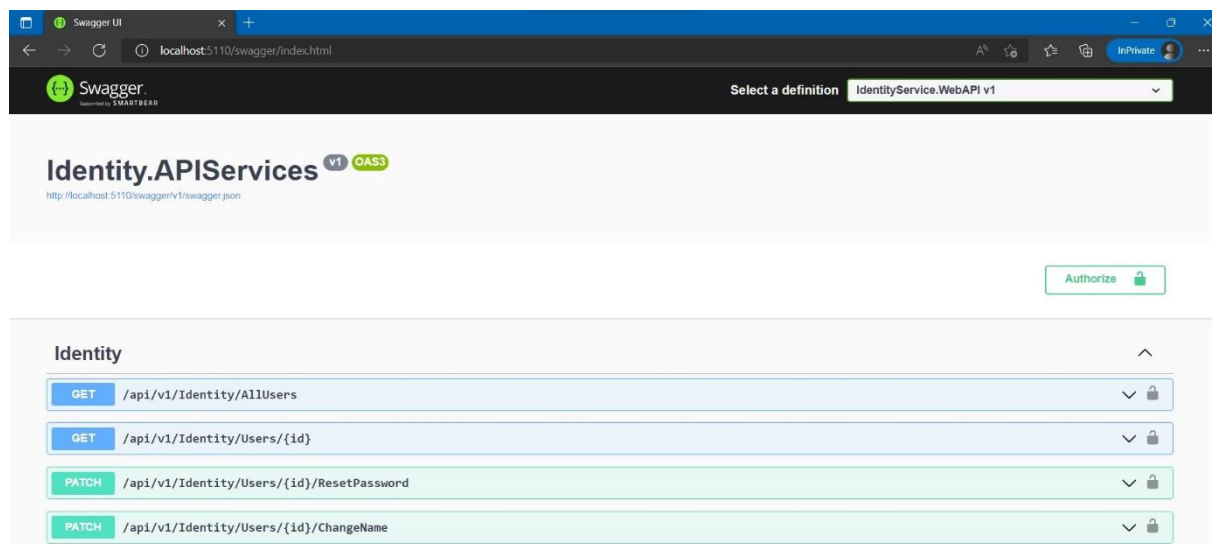 Swagger UI
localhost:5110/swagger/index.html
InPrivate
Swagger.
Supported by SMARTBEAR
Select a definition
IdentityService.WebAPI v1
Identity.APIServices v1 OAS3
http://localhost:5110/swagger/v1/swagger.json
Authorize
Identity
GET /api/v1/Identity/AllUsers
GET /api/v1/Identity/Users/{id}
PATCH /api/v1/Identity/Users/{id}/ResetPassword
PATCH /api/v1/Identity/Users/{id}/ChangeName